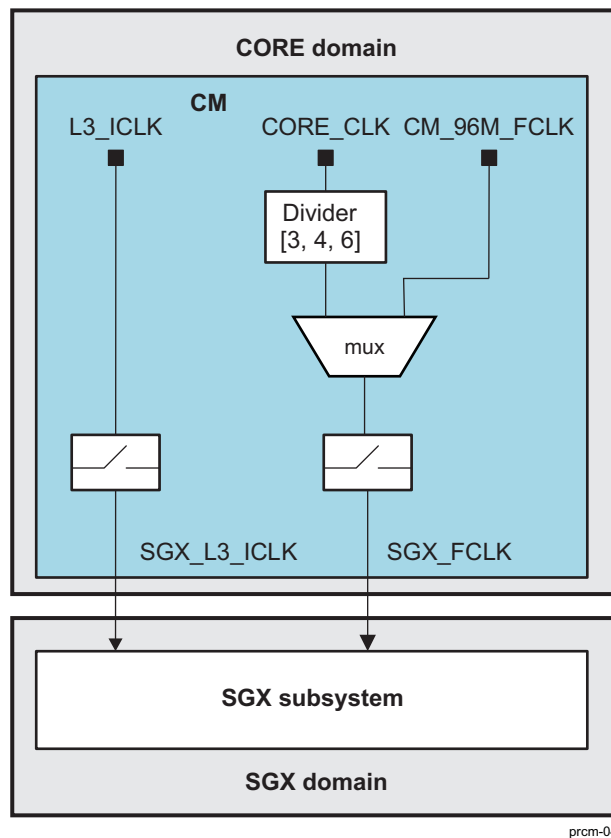 CORE domain
CM
L3_ICLK CORE_CLK CM_96M_FCLK
Divider
[3, 4, 6]
mux
SGX_L3_ICLK SGX_FCLK
SGX subsystem
SGX domain
prcm-0